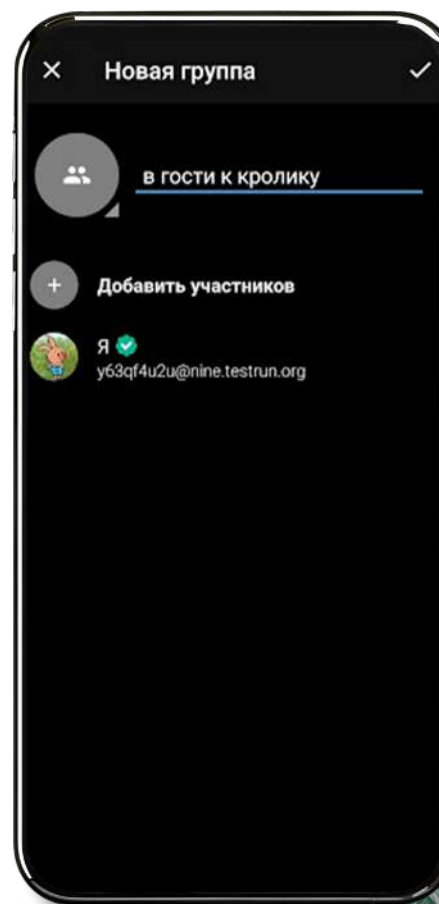 Новая группа
в гости к кролику
Добавить участников
Я
y63qf4u2u@nine.testrun.org